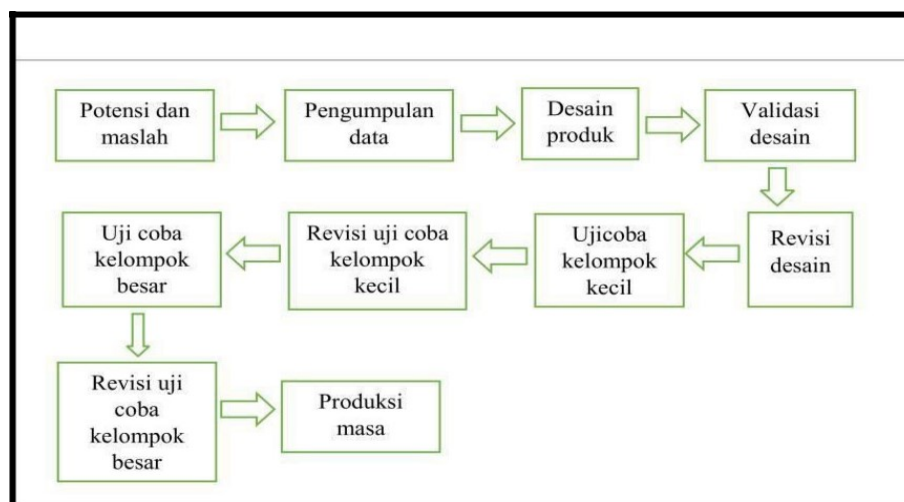 Potensi dan
maslah
Pengumpulan
data
Desain
produk
Validasi
desain
Revisi
desain
Ujicoba
kelompok
kecil
Revisi uji coba
kelompok
kecil
Uji coba
kelompok
besar
Revisi uji
coba
kelompok
besar
Produksi
masa